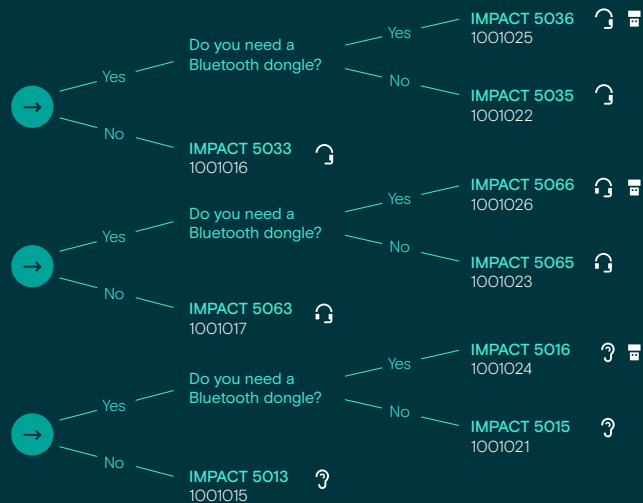 Yes
Do you need a
Bluetooth dongle?
Yes
IMPACT 5036
1001025
No
IMPACT 5035
1001022
No
IMPACT 5033
1001016
Yes
Do you need a
Bluetooth dongle?
Yes
IMPACT 5066
1001026
No
IMPACT 5065
1001023
No
IMPACT 5063
1001017
Yes
Do you need a
Bluetooth dongle?
Yes
IMPACT 5016
1001024
No
IMPACT 5015
1001021
No
IMPACT 5013
1001015